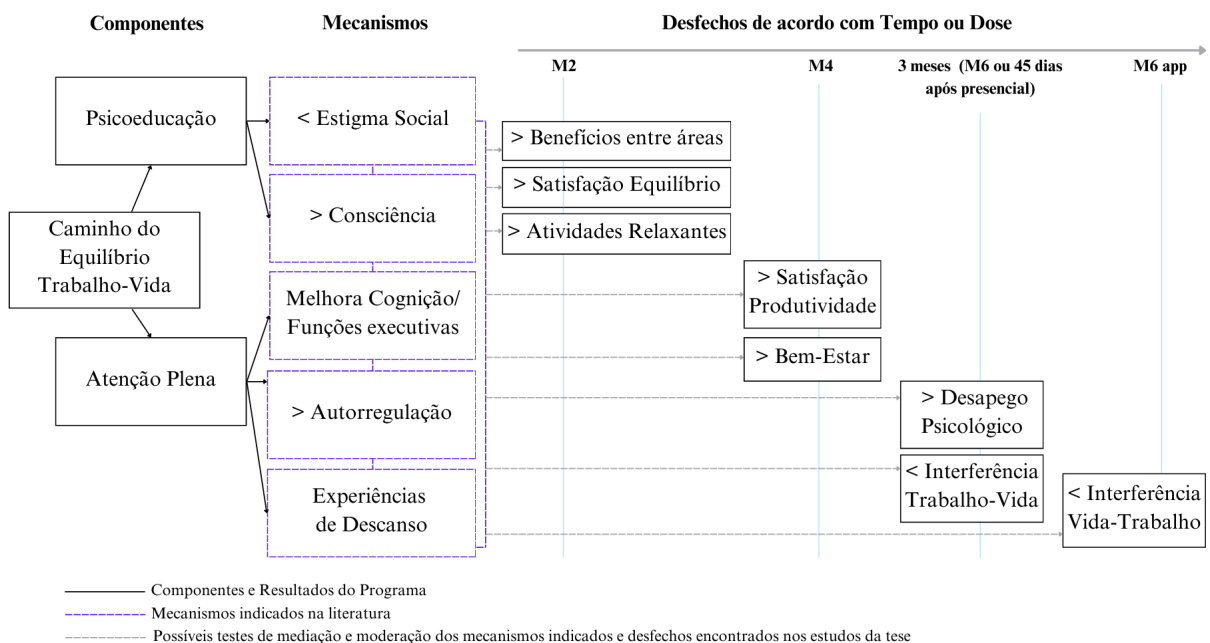 Componentes
Mecanismos
Desfechos de acordo com Tempo ou Dose
M2
M4
3 meses (M6 ou 45 dias
após presencial)
M6 app
Psicoeducação
Caminho do
Equilíbrio
Trabalho-Vida
Atenção Plena
< Estigma Social
> Consciência
Melhora Cognição/
Funções executivas
> Autorregulação
Experiências
de Descanso
> Benefícios entre áreas
> Satisfação Equilíbrio
> Atividades Relaxantes
> Satisfação
Produtividade
> Bem-Estar
> Desapego
Psicológico
< Interferência
Trabalho-Vida
< Interferência
Vida-Trabalho
Componentes e Resultados do Programa
Mecanismos indicados na literatura
Possíveis testes de mediação e moderação dos mecanismos indicados e desfechos encontrados nos estudos da tese